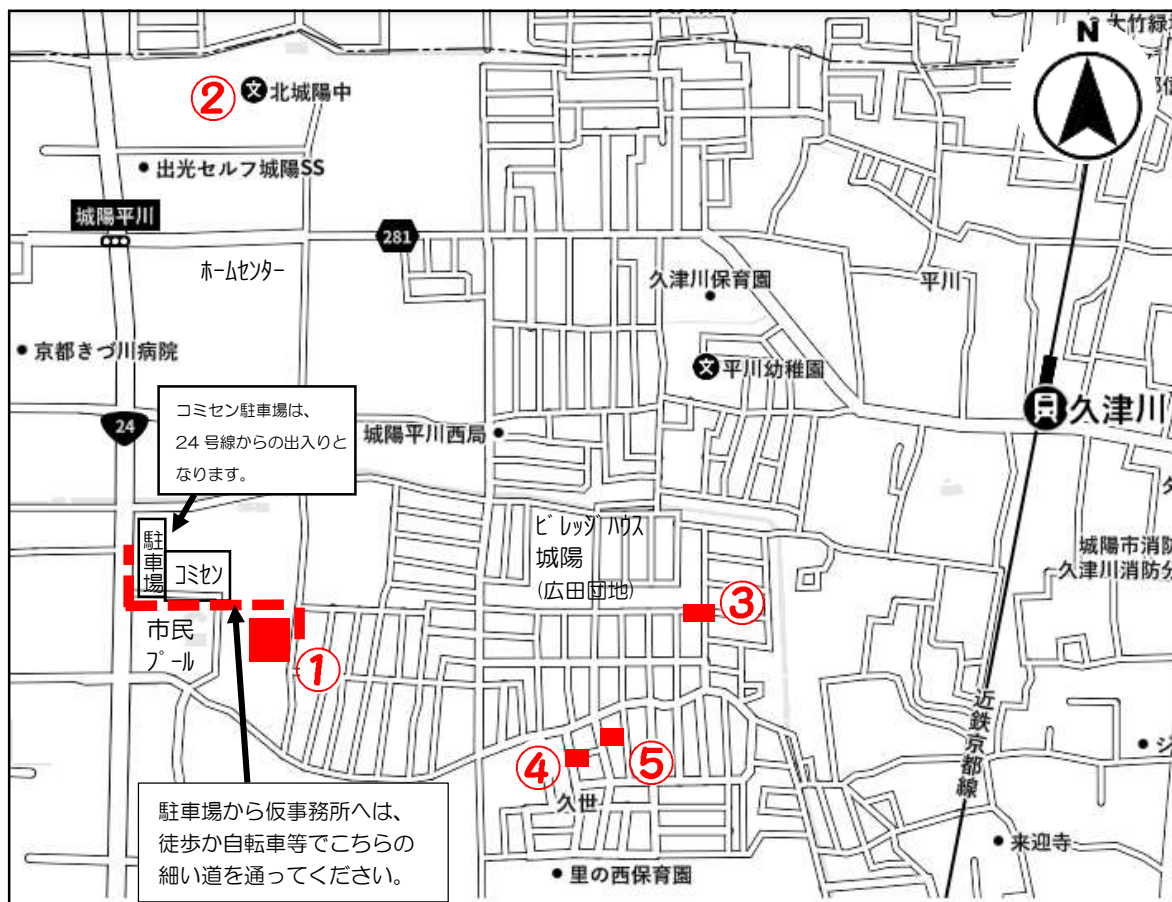 大竹緑
N
② 北城陽中
出光セルフ城陽SS
城陽平川
281
ホームセンター
久津川保育園
平川
京都きづ川病院
平川幼稚園
コミセン駐車場は、
24号線からの出入りと
なります。
24
城陽平川西局
久津川
ビレッジハウス
城陽
(広田団地)
駐車場
コミセン
城陽市消防
久津川消防分
③
市民
プール
①
④
⑤
近鉄京都線
久世
駐車場から仮事務所へは、
徒歩か自転車等でこちらの
細い道を通ってください。
来迎寺
里の西保育園